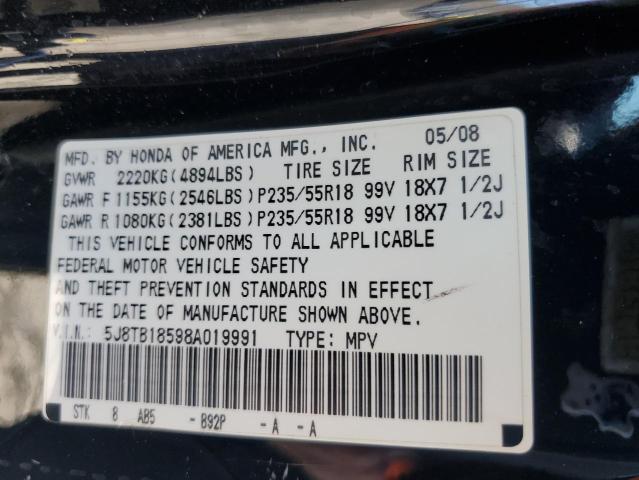 MFD. BY HONDA OF AMERICA MFG., INC. 05/08
GVWR 2220KG(4894LBS) TIRE SIZE RIM SIZE
GAWR F 1155KG(2546LBS)P235/55R18 99V 18X7 1/2J
GAWR R 1080KG(2381LBS)P235/55R18 99V 18X7 1/2J
THIS VEHICLE CONFORMS TO ALL APPLICABLE
FEDERAL MOTOR VEHICLE SAFETY
AND THEFT PREVENTION STANDARDS IN EFFECT
ON THE DATE OF MANUFACTURE SHOWN ABOVE.
V.I.N.: 5J8TB18598A019991 TYPE: MPV
STK 8 AB5 - B92P - A - A